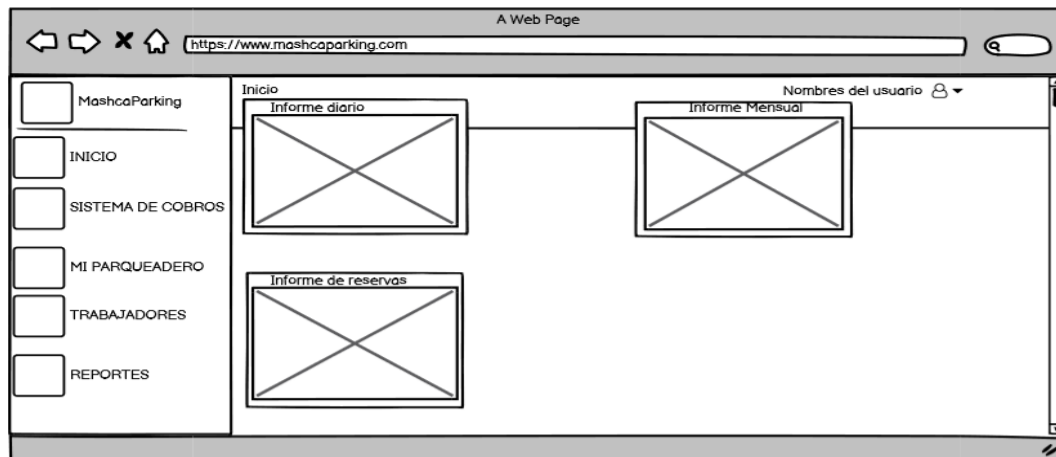 A Web Page
https://www.mashcaparking.com
MashcaParking
INICIO
SISTEMA DE COBROS
MI PARQUEADERO
TRABAJADORES
REPORTES
Inicio
Nombres del usuario
Informe diario
Informe Mensual
Informe de reservas